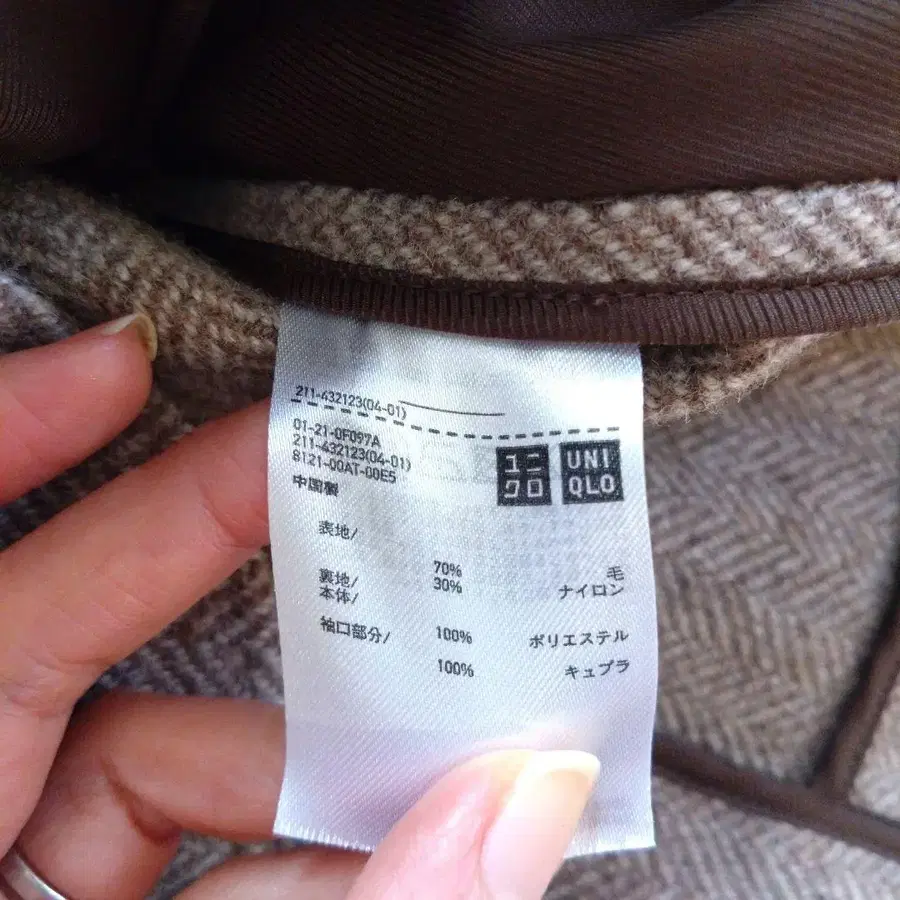 211-432123(04-01)
01-21-0F097A
211-432123(04-01)
8121-00AT-00E5
中国製
ユニ
クロ
UNI
QLO
表地/
70% 毛
裏地/ 30% ナイロン
本体/
袖口部分/ 100% ポリエステル
100% キュプラ